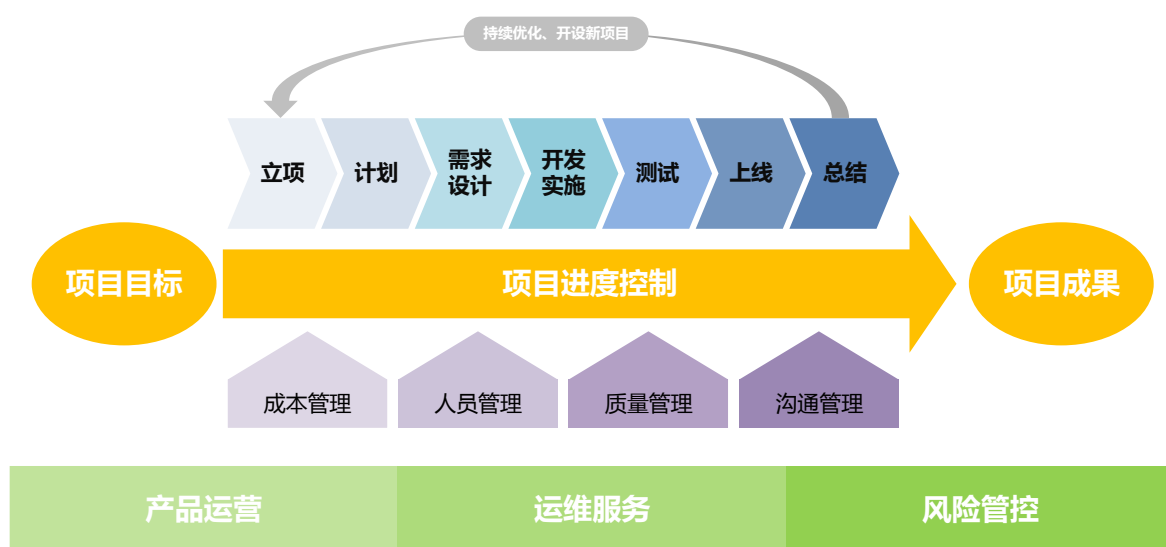 持续优化、开设新项目
立项
计划
需求
设计
开发
实施
测试
上线
总结
项目目标
项目进度控制
项目成果
成本管理
人员管理
质量管理
沟通管理
产品运营
运维服务
风险管控